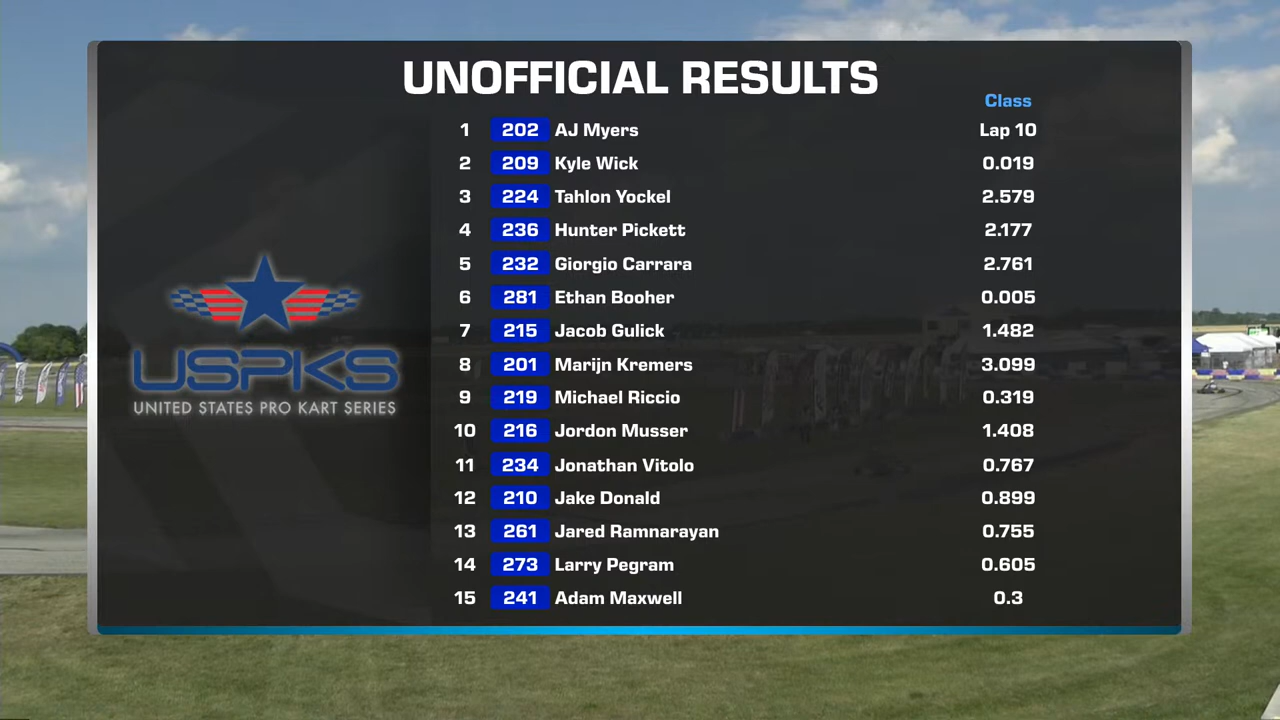 UNOFFICIAL RESULTS
Class
1 202 AJ Myers Lap 10
2 209 Kyle Wick 0.019
3 224 Tahlon Yockel 2.579
4 236 Hunter Pickett 2.177
5 232 Giorgio Carrara 2.761
6 281 Ethan Booher 0.005
7 215 Jacob Gulick 1.482
8 201 Marijn Kremers 3.099
9 219 Michael Riccio 0.319
10 216 Jordon Musser 1.408
11 234 Jonathan Vitolo 0.767
12 210 Jake Donald 0.899
13 261 Jared Ramnarayan 0.755
14 273 Larry Pegram 0.605
15 241 Adam Maxwell 0.3
USPKS
UNITED STATES PRO KART SERIES